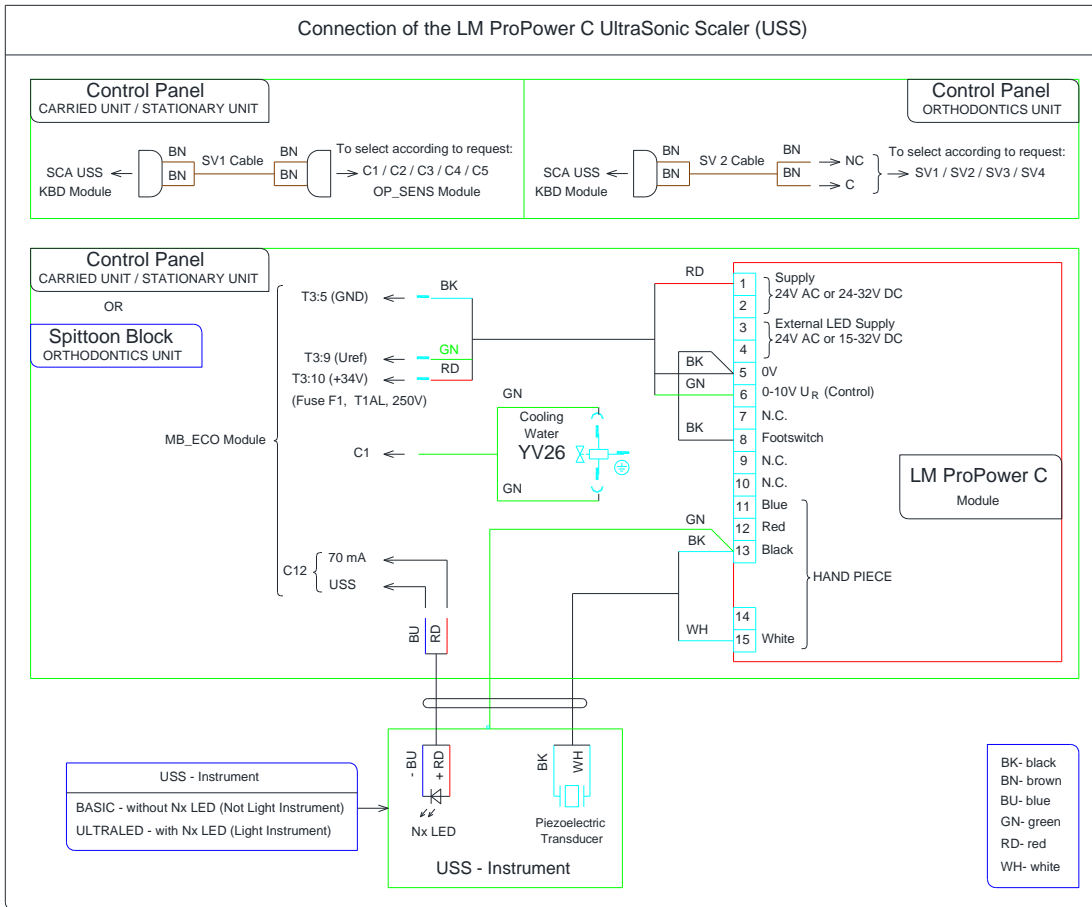 Connection of the LM ProPower C UltraSonic Scaler (USS)
Control Panel
CARRIED UNIT / STATIONARY UNIT
SCA USS
KBD Module
BN
BN
SV1 Cable
BN
BN
To select according to request:
C1 / C2 / C3 / C4 / C5
OP_SENS Module
Control Panel
ORTHODONTICS UNIT
SCA USS
KBD Module
BN
BN
SV 2 Cable
BN
BN
NC
C
To select according to request:
SV1 / SV2 / SV3 / SV4
Control Panel
CARRIED UNIT / STATIONARY UNIT
OR
Spittoon Block
ORTHODONTICS UNIT
MB_ECO Module
T3:5 (GND)
BK
T3:9 (Uref)
GN
T3:10 (+34V)
RD
(Fuse F1, T1AL, 250V)
C1
GN
Cooling
Water
YV26
GN
C12
70 mA
USS
BU
RD
RD
BK
GN
BK
GN
BK
WH
1
2
3
4
5
6
7
8
9
10
11
12
13
14
15
Supply
24V AC or 24-32V DC
External LED Supply
24V AC or 15-32V DC
0V
0-10V UR (Control)
N.C.
Footswitch
N.C.
N.C.
Blue
Red
Black
White
HAND PIECE
LM ProPower C
Module
- BU
+ RD
Nx LED
BK
WH
Piezoelectric
Transducer
USS - Instrument
USS - Instrument
BASIC - without Nx LED (Not Light Instrument)
ULTRALED - with Nx LED (Light Instrument)
BK- black
BN- brown
BU- blue
GN- green
RD- red
WH- white